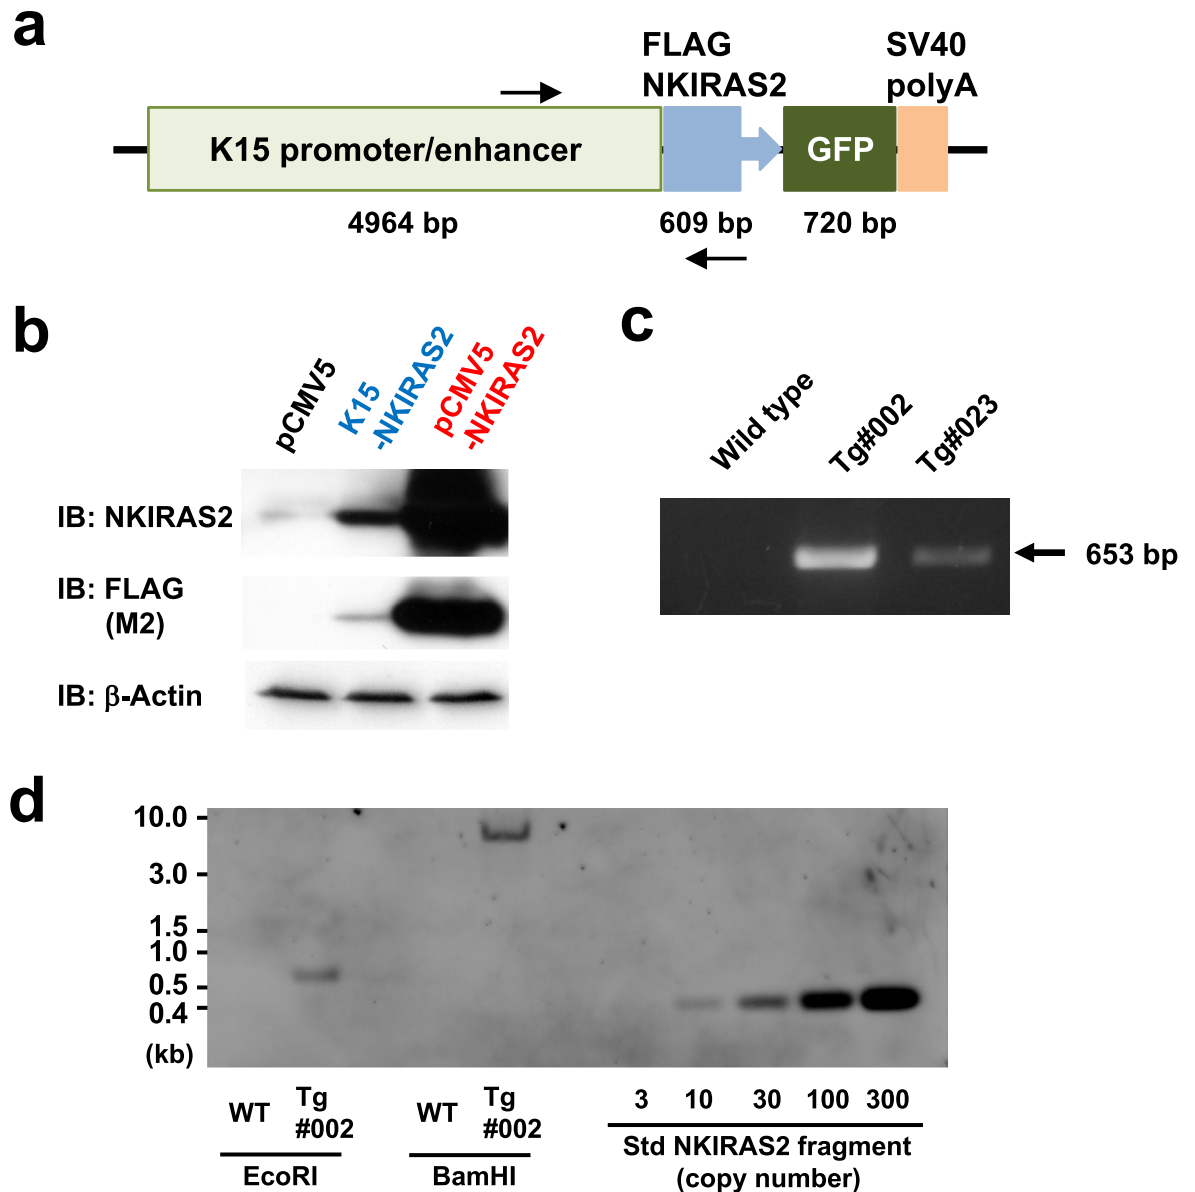 a
FLAG
NKIRAS2
SV40
polyA
K15 promoter/enhancer
GFP
4964 bp
609 bp
720 bp
b
pCMV5
K15
-NKIRAS2
pCMV5
-NKIRAS2
IB: NKIRAS2
IB: FLAG
(M2)
IB: β-Actin
c
Wild type
Tg#002
Tg#023
653 bp
d
10.0
3.0
1.5
1.0
0.5
0.4
(kb)
WT
Tg
#002
EcoRI
WT
Tg
#002
BamHI
3 10 30 100 300
Std NKIRAS2 fragment
(copy number)